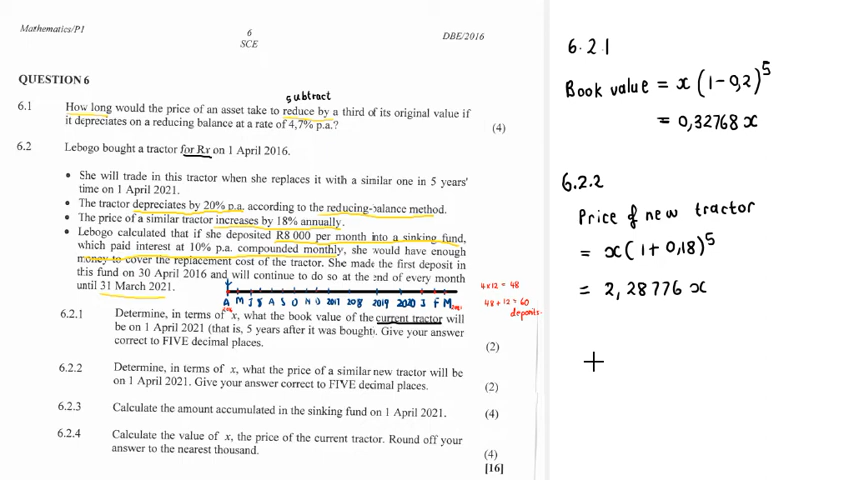 Mathematics/P1
6
SCE
DBE/2016
QUESTION 6
subtract
6.1 How long would the price of an asset take to reduce by a third of its original value if
it depreciates on a reducing balance at a rate of 4,7% p.a.?
(4)
6.2 Lebogo bought a tractor for Rx on 1 April 2016.
• She will trade in this tractor when she replaces it with a similar one in 5 years'
time on 1 April 2021.
• The tractor depreciates by 20% p.a. according to the reducing-balance method.
• The price of a similar tractor increases by 18% annually.
• Lebogo calculated that if she deposited R8 000 per month into a sinking fund,
which paid interest at 10% p.a. compounded monthly, she would have enough
money to cover the replacement cost of the tractor. She made the first deposit in
this fund on 30 April 2016 and will continue to do so at the end of every month
until 31 March 2021.
A M J J A S O N D 2017 2018 2019 2020 J F M
4 x 12 = 48
48 + 12 = 60
deposits
6.2.1 Determine, in terms of x, what the book value of the current tractor will
be on 1 April 2021 (that is, 5 years after it was bought). Give your answer
correct to FIVE decimal places.
(2)
6.2.2 Determine, in terms of x, what the price of a similar new tractor will be
on 1 April 2021. Give your answer correct to FIVE decimal places.
(2)
6.2.3 Calculate the amount accumulated in the sinking fund on 1 April 2021.
(4)
6.2.4 Calculate the value of x, the price of the current tractor. Round off your
answer to the nearest thousand.
(4)
[16]
6.2.1
Book value = x(1-0,2)^5
= 0,32768x
6.2.2
Price of new tractor
= x(1+0,18)^5
= 2,28776x